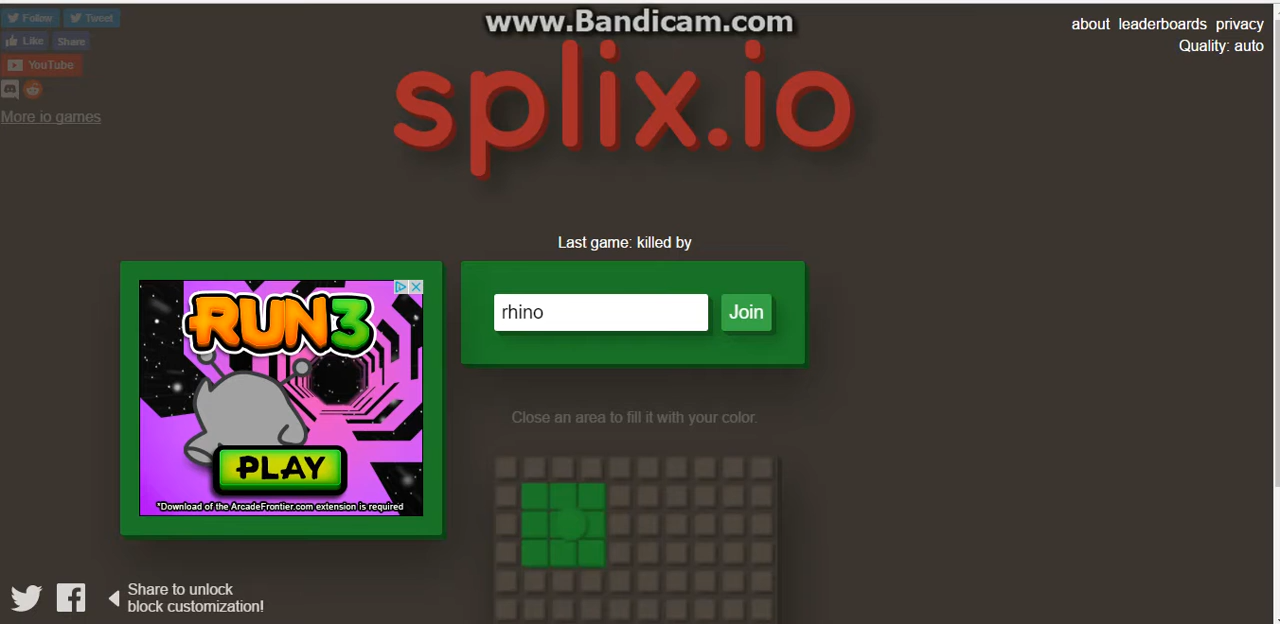 www.Bandicam.com
Follow
Tweet
Like
Share
YouTube
More io games
about leaderboards privacy
Quality: auto
splix.io
Last game: killed by
RUN3
PLAY
*Download of the ArcadeFrontier.com extension is required
rhino
Join
Close an area to fill it with your color.
Share to unlock
block customization!